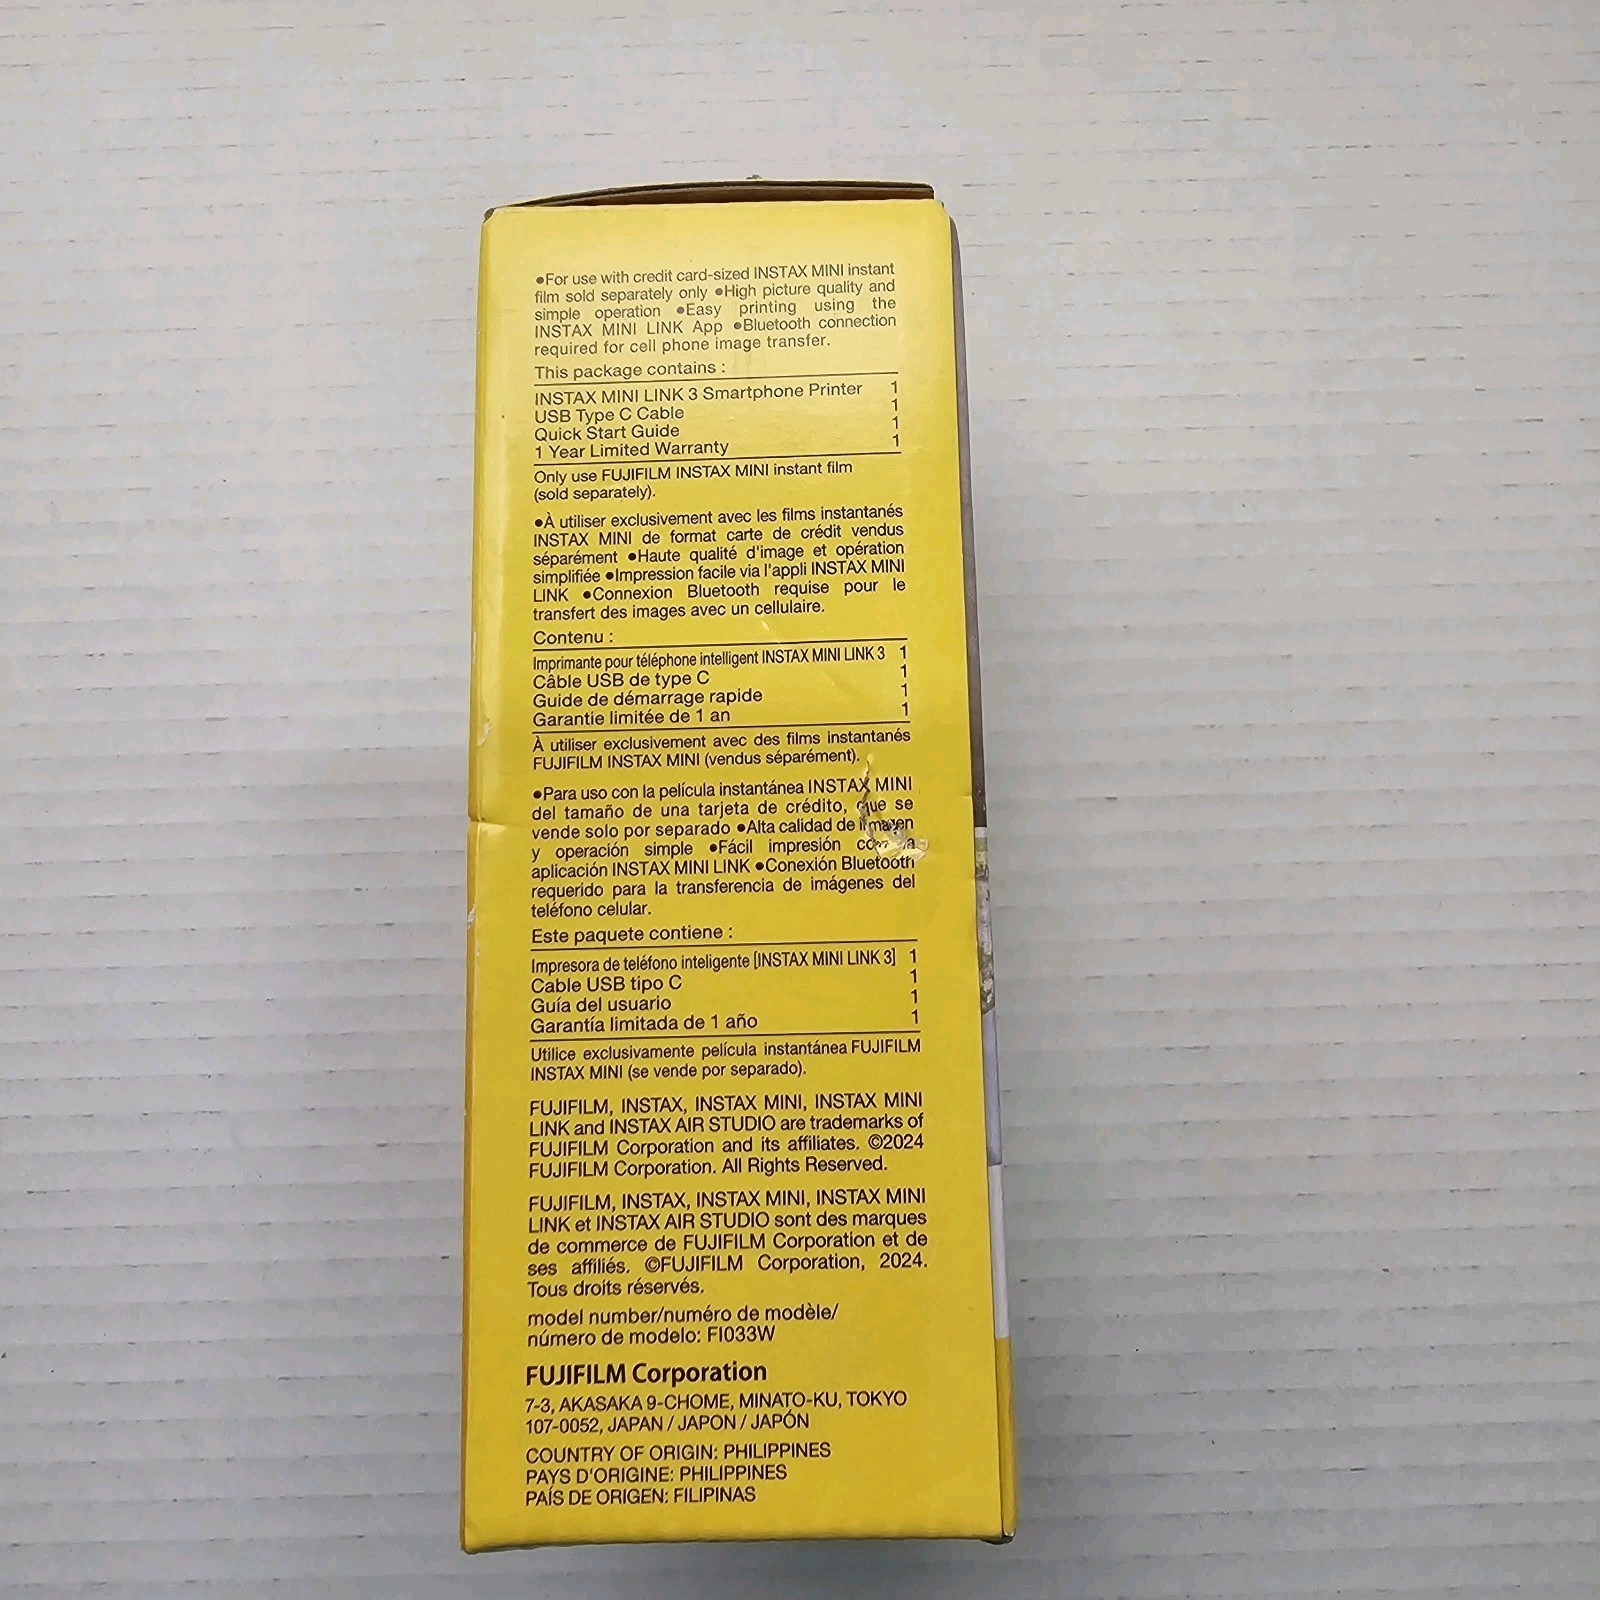 ●For use with credit card-sized INSTAX MINI instant
film sold separately only ●High picture quality and
simple operation ●Easy printing using the
INSTAX MINI LINK App ●Bluetooth connection
required for cell phone image transfer.
This package contains :
INSTAX MINI LINK 3 Smartphone Printer 1
USB Type C Cable 1
Quick Start Guide 1
1 Year Limited Warranty 1
Only use FUJIFILM INSTAX MINI instant film
(sold separately).
●À utiliser exclusivement avec les films instantanés
INSTAX MINI de format carte de crédit vendus
séparément ●Haute qualité d'image et opération
simplifiée ●Impression facile via l'appli INSTAX MINI
LINK ●Connexion Bluetooth requise pour le
transfert des images avec un cellulaire.
Contenu :
Imprimante pour téléphone intelligent INSTAX MINI LINK 3 1
Câble USB de type C 1
Guide de démarrage rapide 1
Garantie limitée de 1 an 1
À utiliser exclusivement avec des films instantanés
FUJIFILM INSTAX MINI (vendus séparément).
●Para uso con la película instantánea INSTAX MINI
del tamaño de una tarjeta de crédito, que se
vende solo por separado ●Alta calidad de imagen
y operación simple ●Fácil impresión
aplicación INSTAX MINI LINK ●Conexión Bluetooth
requerido para la transferencia de imágenes del
teléfono celular.
Este paquete contiene :
Impresora de teléfono inteligente [INSTAX MINI LINK 3] 1
Cable USB tipo C 1
Guía del usuario 1
Garantía limitada de 1 año 1
Utilice exclusivamente película instantánea FUJIFILM
INSTAX MINI (se vende por separado).
FUJIFILM, INSTAX, INSTAX MINI, INSTAX MINI
LINK and INSTAX AIR STUDIO are trademarks of
FUJIFILM Corporation and its affiliates. ©2024
FUJIFILM Corporation. All Rights Reserved.
FUJIFILM, INSTAX, INSTAX MINI, INSTAX MINI
LINK et INSTAX AIR STUDIO sont des marques
de commerce de FUJIFILM Corporation et de
ses affiliés. ©FUJIFILM Corporation, 2024.
Tous droits réservés.
model number/numéro de modèle/
número de modelo: FI033W
FUJIFILM Corporation
7-3, AKASAKA 9-CHOME, MINATO-KU, TOKYO
107-0052, JAPAN / JAPON / JAPÓN
COUNTRY OF ORIGIN: PHILIPPINES
PAYS D'ORIGINE: PHILIPPINES
PAÍS DE ORIGEN: FILIPINAS